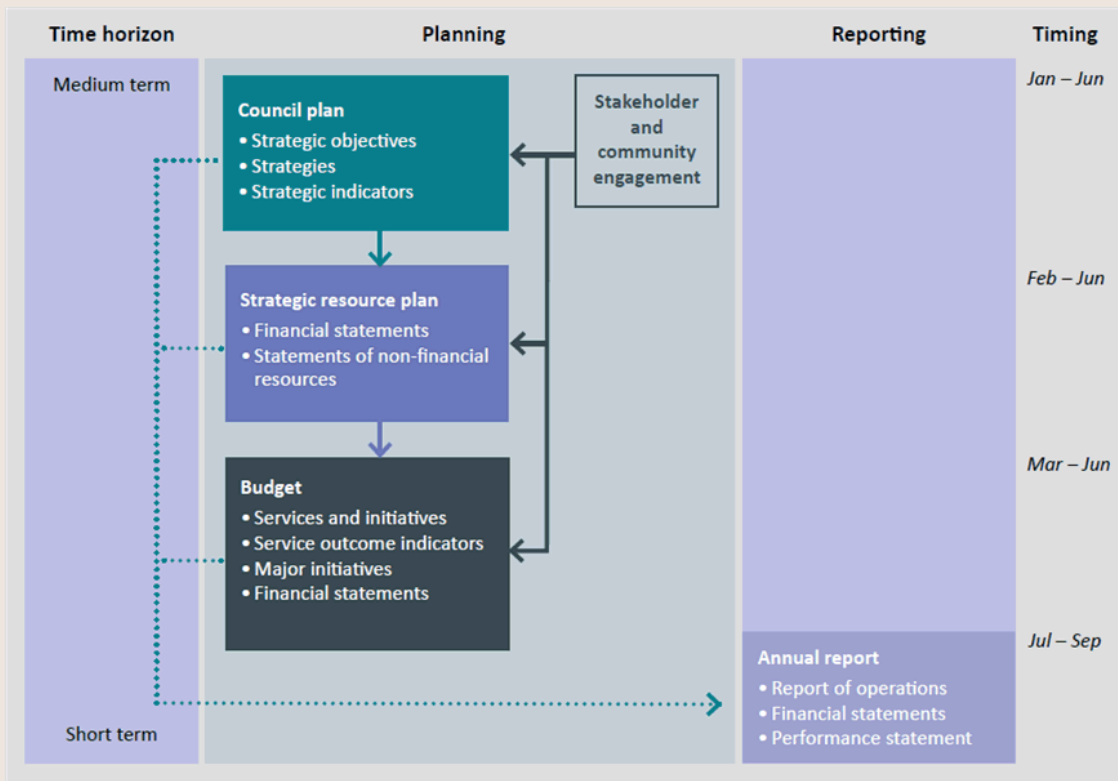 Time horizon
Planning
Reporting
Timing
Medium term
Jan – Jun
Council plan
• Strategic objectives
• Strategies
• Strategic indicators
Stakeholder
and
community
engagement
Feb – Jun
Strategic resource plan
• Financial statements
• Statements of non-financial
resources
Mar – Jun
Budget
• Services and initiatives
• Service outcome indicators
• Major initiatives
• Financial statements
Jul – Sep
Annual report
• Report of operations
• Financial statements
• Performance statement
Short term